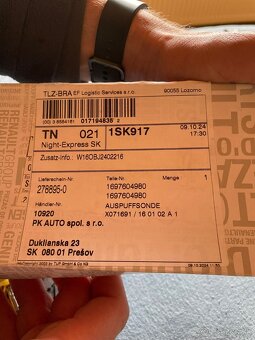 TLZ-BRA EF Logistic Services s.r.o.
90055 Lozorno
017194835 2
TN 021 1SK917
09.10.24
17:30
Night-Express SK
Zusatz-Info.: W16OBJ2402216
Lieferschein-Nr. Teile-Nr. Menge
278895-0 1697604980 1
1697604980
Händler-Nr. AUSPUFFSONDE
10920 X071691 / 16 01 02 A 1
PK AUTO spol. s r.o.
Duklianska 23
SK 080 01 Prešov